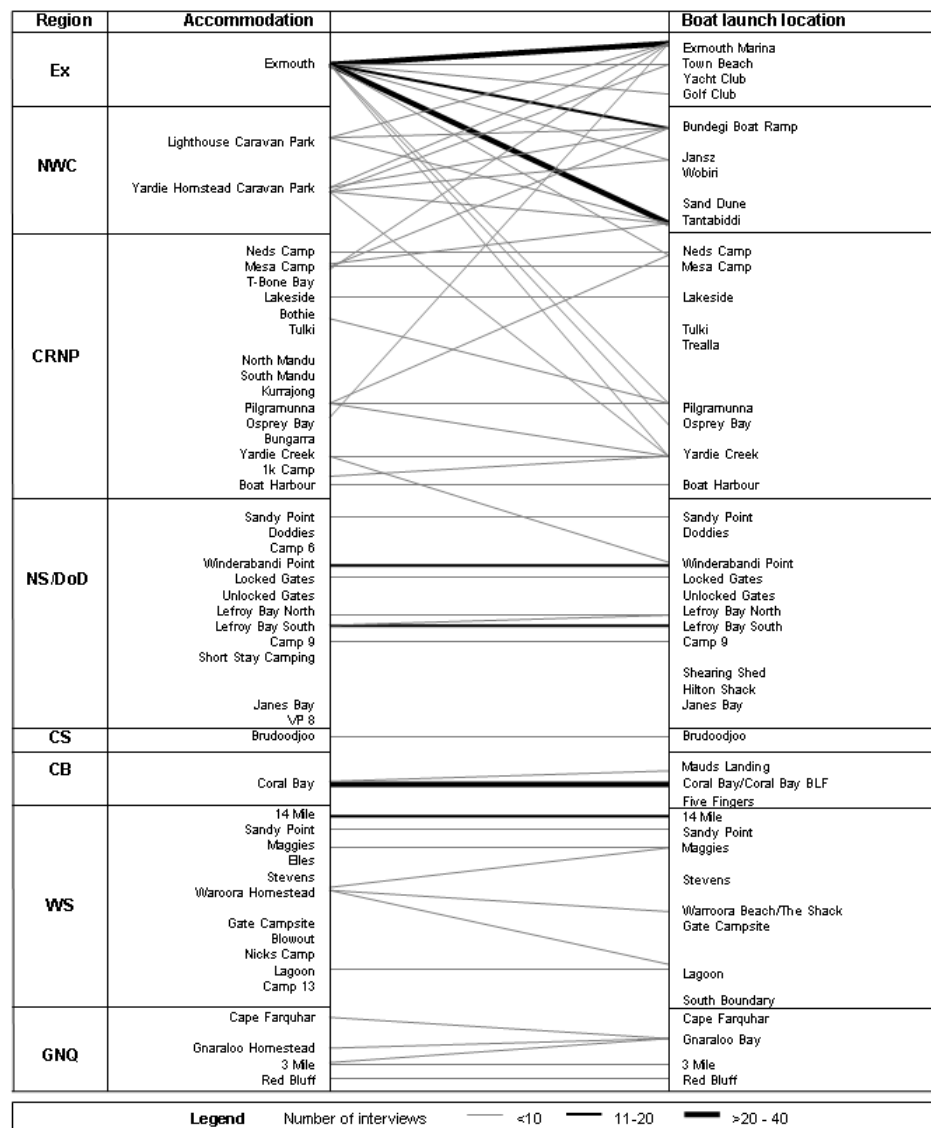 Region Accommodation Boat launch location
Ex
Exmouth
Exmouth Marina
Town Beach
Yacht Club
Golf Club
NWC
Lighthouse Caravan Park
Yardie Homstead Caravan Park
Bundegi Boat Ramp
Jansz
Wobiri
Sand Dune
Tantabiddi
CRNP
Neds Camp
Mesa Camp
T-Bone Bay
Lakeside
Bothie
Tulki
North Mandu
South Mandu
Kurrajong
Pilgramunna
Osprey Bay
Bungarra
Yardie Creek
1k Camp
Boat Harbour
Neds Camp
Mesa Camp
Lakeside
Tulki
Trealla
Pilgramunna
Osprey Bay
Yardie Creek
Boat Harbour
NS/DoD
Sandy Point
Doddies
Camp 6
Winderabandi Point
Locked Gates
Unlocked Gates
Lefroy Bay North
Lefroy Bay South
Camp 9
Short Stay Camping
Janes Bay
VP 8
Sandy Point
Doddies
Winderabandi Point
Locked Gates
Unlocked Gates
Lefroy Bay North
Lefroy Bay South
Camp 9
Shearing Shed
Hilton Shack
Janes Bay
CS
Brudoodjoo
Brudoodjoo
CB
Coral Bay
Mauds Landing
Coral Bay/Coral Bay BLF
Five Fingers
WS
14 Mile
Sandy Point
Maggies
Elles
Stevens
Waroora Homestead
Gate Campsite
Blowout
Nicks Camp
Lagoon
Camp 13
14 Mile
Sandy Point
Maggies
Stevens
Warroora Beach/The Shack
Gate Campsite
Lagoon
South Boundary
GNQ
Cape Farquhar
Gnaraloo Homestead
3 Mile
Red Bluff
Cape Farquhar
Gnaraloo Bay
3 Mile
Red Bluff
Legend Number of interviews <10 11-20 >20 - 40